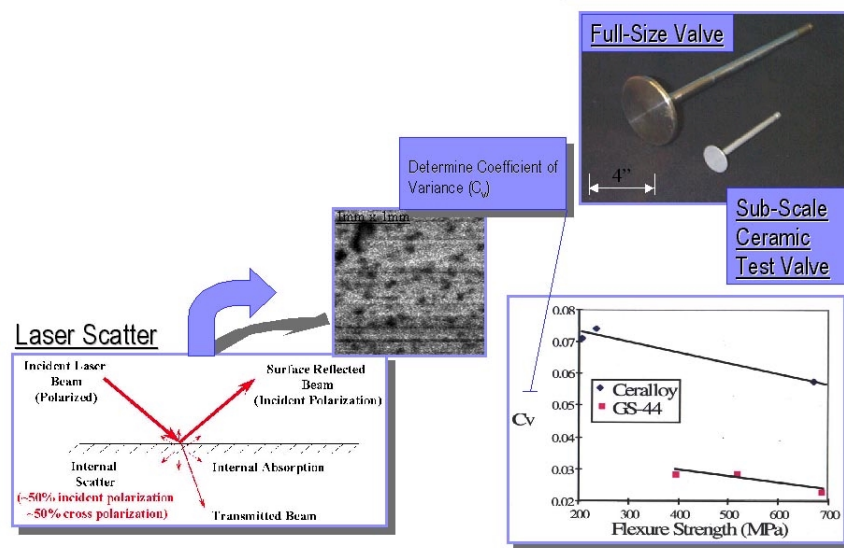 Full-Size Valve
4”
Sub-Scale
Ceramic
Test Valve
Determine Coefficient of
Variance (Cv)
1mm x 1mm
Laser Scatter
Incident Laser
Beam
(Polarized)
Surface Reflected
Beam
(Incident Polarization)
Internal
Scatter
(~50% incident polarization
~50% cross polarization)
Internal Absorption
Transmitted Beam
0.08
0.07
0.06
0.05
0.04
0.03
0.02
Cv
Ceralloy
GS-44
200 300 400 500 600 700
Flexure Strength (MPa)